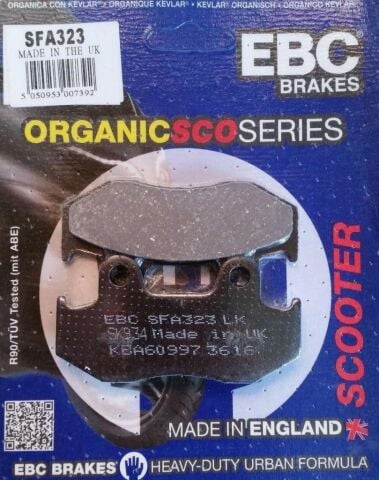 ORGANICA CON KEVLAR® • ORGANIQUE KEVLAR® • KEVLAR® ORGANISCH • ORGANICO KEVLAR®
SFA323
MADE IN THE UK
5 050953 007392
EBC
BRAKES
ORGANICSCOSERIES
R90/TÜV Tested (mit ABE)
EBC SFA323 LK
Made in UK
KBA60997 3616
SCOOTER
MADE IN ENGLAND
EBC BRAKES HEAVY-DUTY URBAN FORMULA